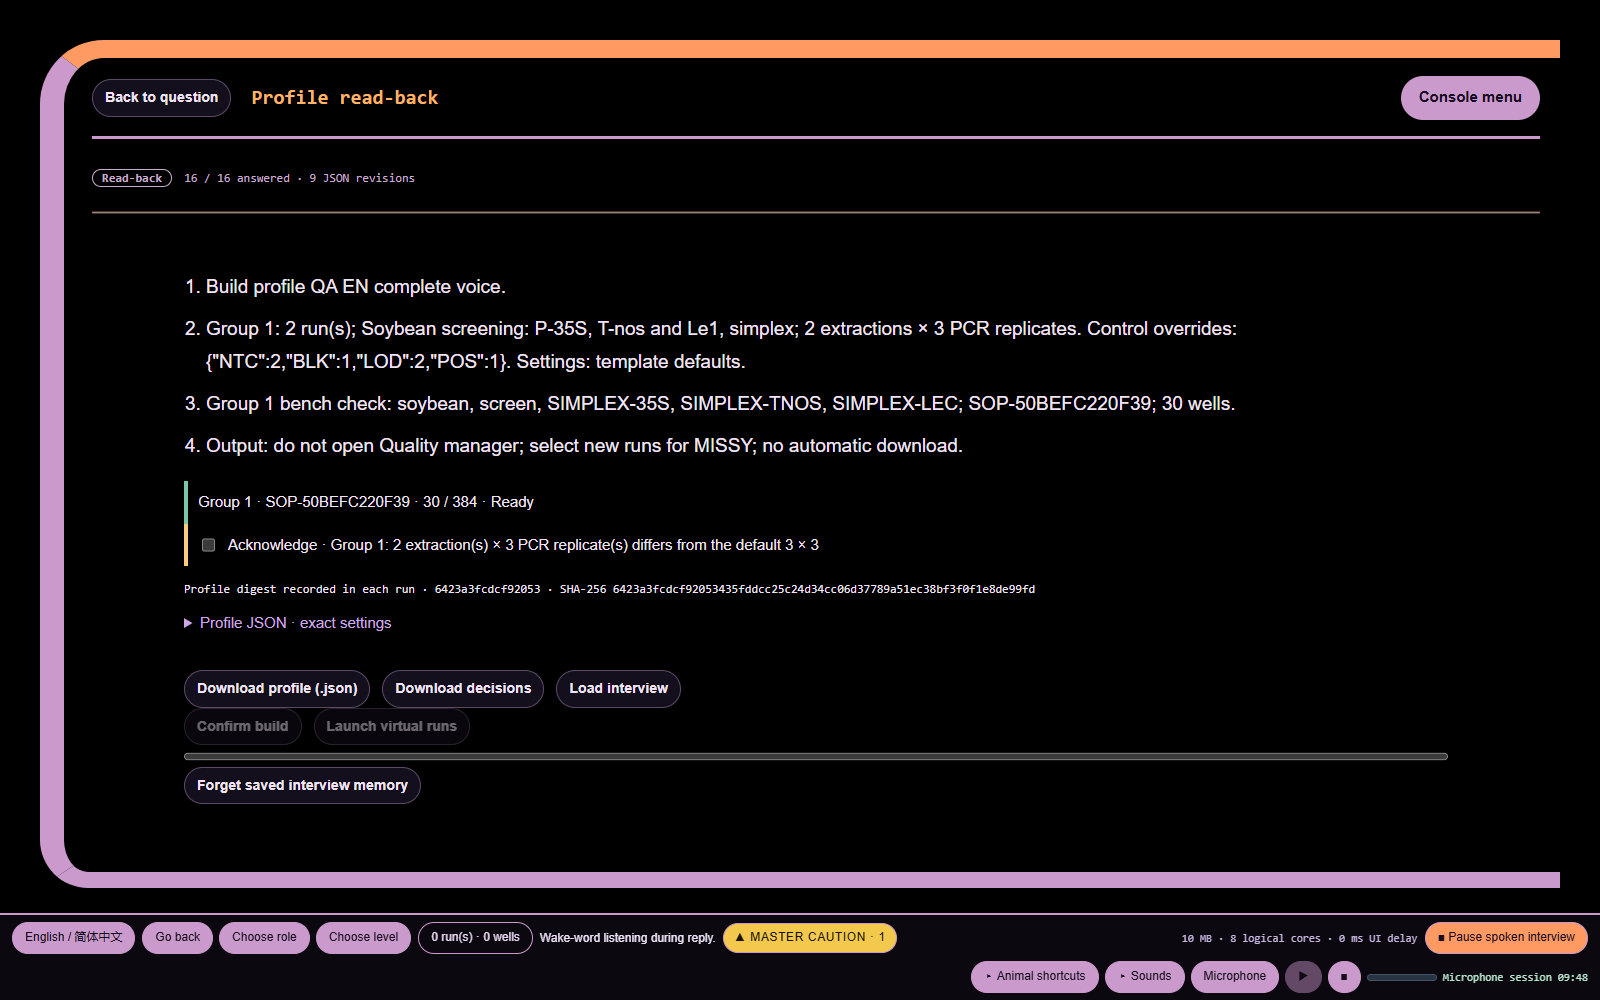 Back to question
Profile read-back
Console menu
Read-back
16 / 16 answered · 9 JSON revisions
1. Build profile QA EN complete voice.
2. Group 1: 2 run(s); Soybean screening: P-35S, T-nos and Le1, simplex; 2 extractions × 3 PCR replicates. Control overrides:
{"NTC":2,"BLK":1,"LOD":2,"POS":1}. Settings: template defaults.
3. Group 1 bench check: soybean, screen, SIMPLEX-35S, SIMPLEX-TNOS, SIMPLEX-LEC; SOP-50BEFC220F39; 30 wells.
4. Output: do not open Quality manager; select new runs for MISSY; no automatic download.
Group 1 · SOP-50BEFC220F39 · 30 / 384 · Ready
Acknowledge · Group 1: 2 extraction(s) × 3 PCR replicate(s) differs from the default 3 × 3
Profile digest recorded in each run · 6423a3fcdcf92053 · SHA-256 6423a3fcdcf92053435fddcc25c24d34cc06d37789a51ec38bf3f0f1e8de99fd
▶ Profile JSON · exact settings
Download profile (.json)
Download decisions
Load interview
Confirm build
Launch virtual runs
Forget saved interview memory
English / 简体中文
Go back
Choose role
Choose level
0 run(s) · 0 wells
Wake-word listening during reply.
▲ MASTER CAUTION · 1
10 MB · 8 logical cores · 0 ms UI delay
■ Pause spoken interview
‣ Animal shortcuts
‣ Sounds
Microphone
▶
■
Microphone session 09:48